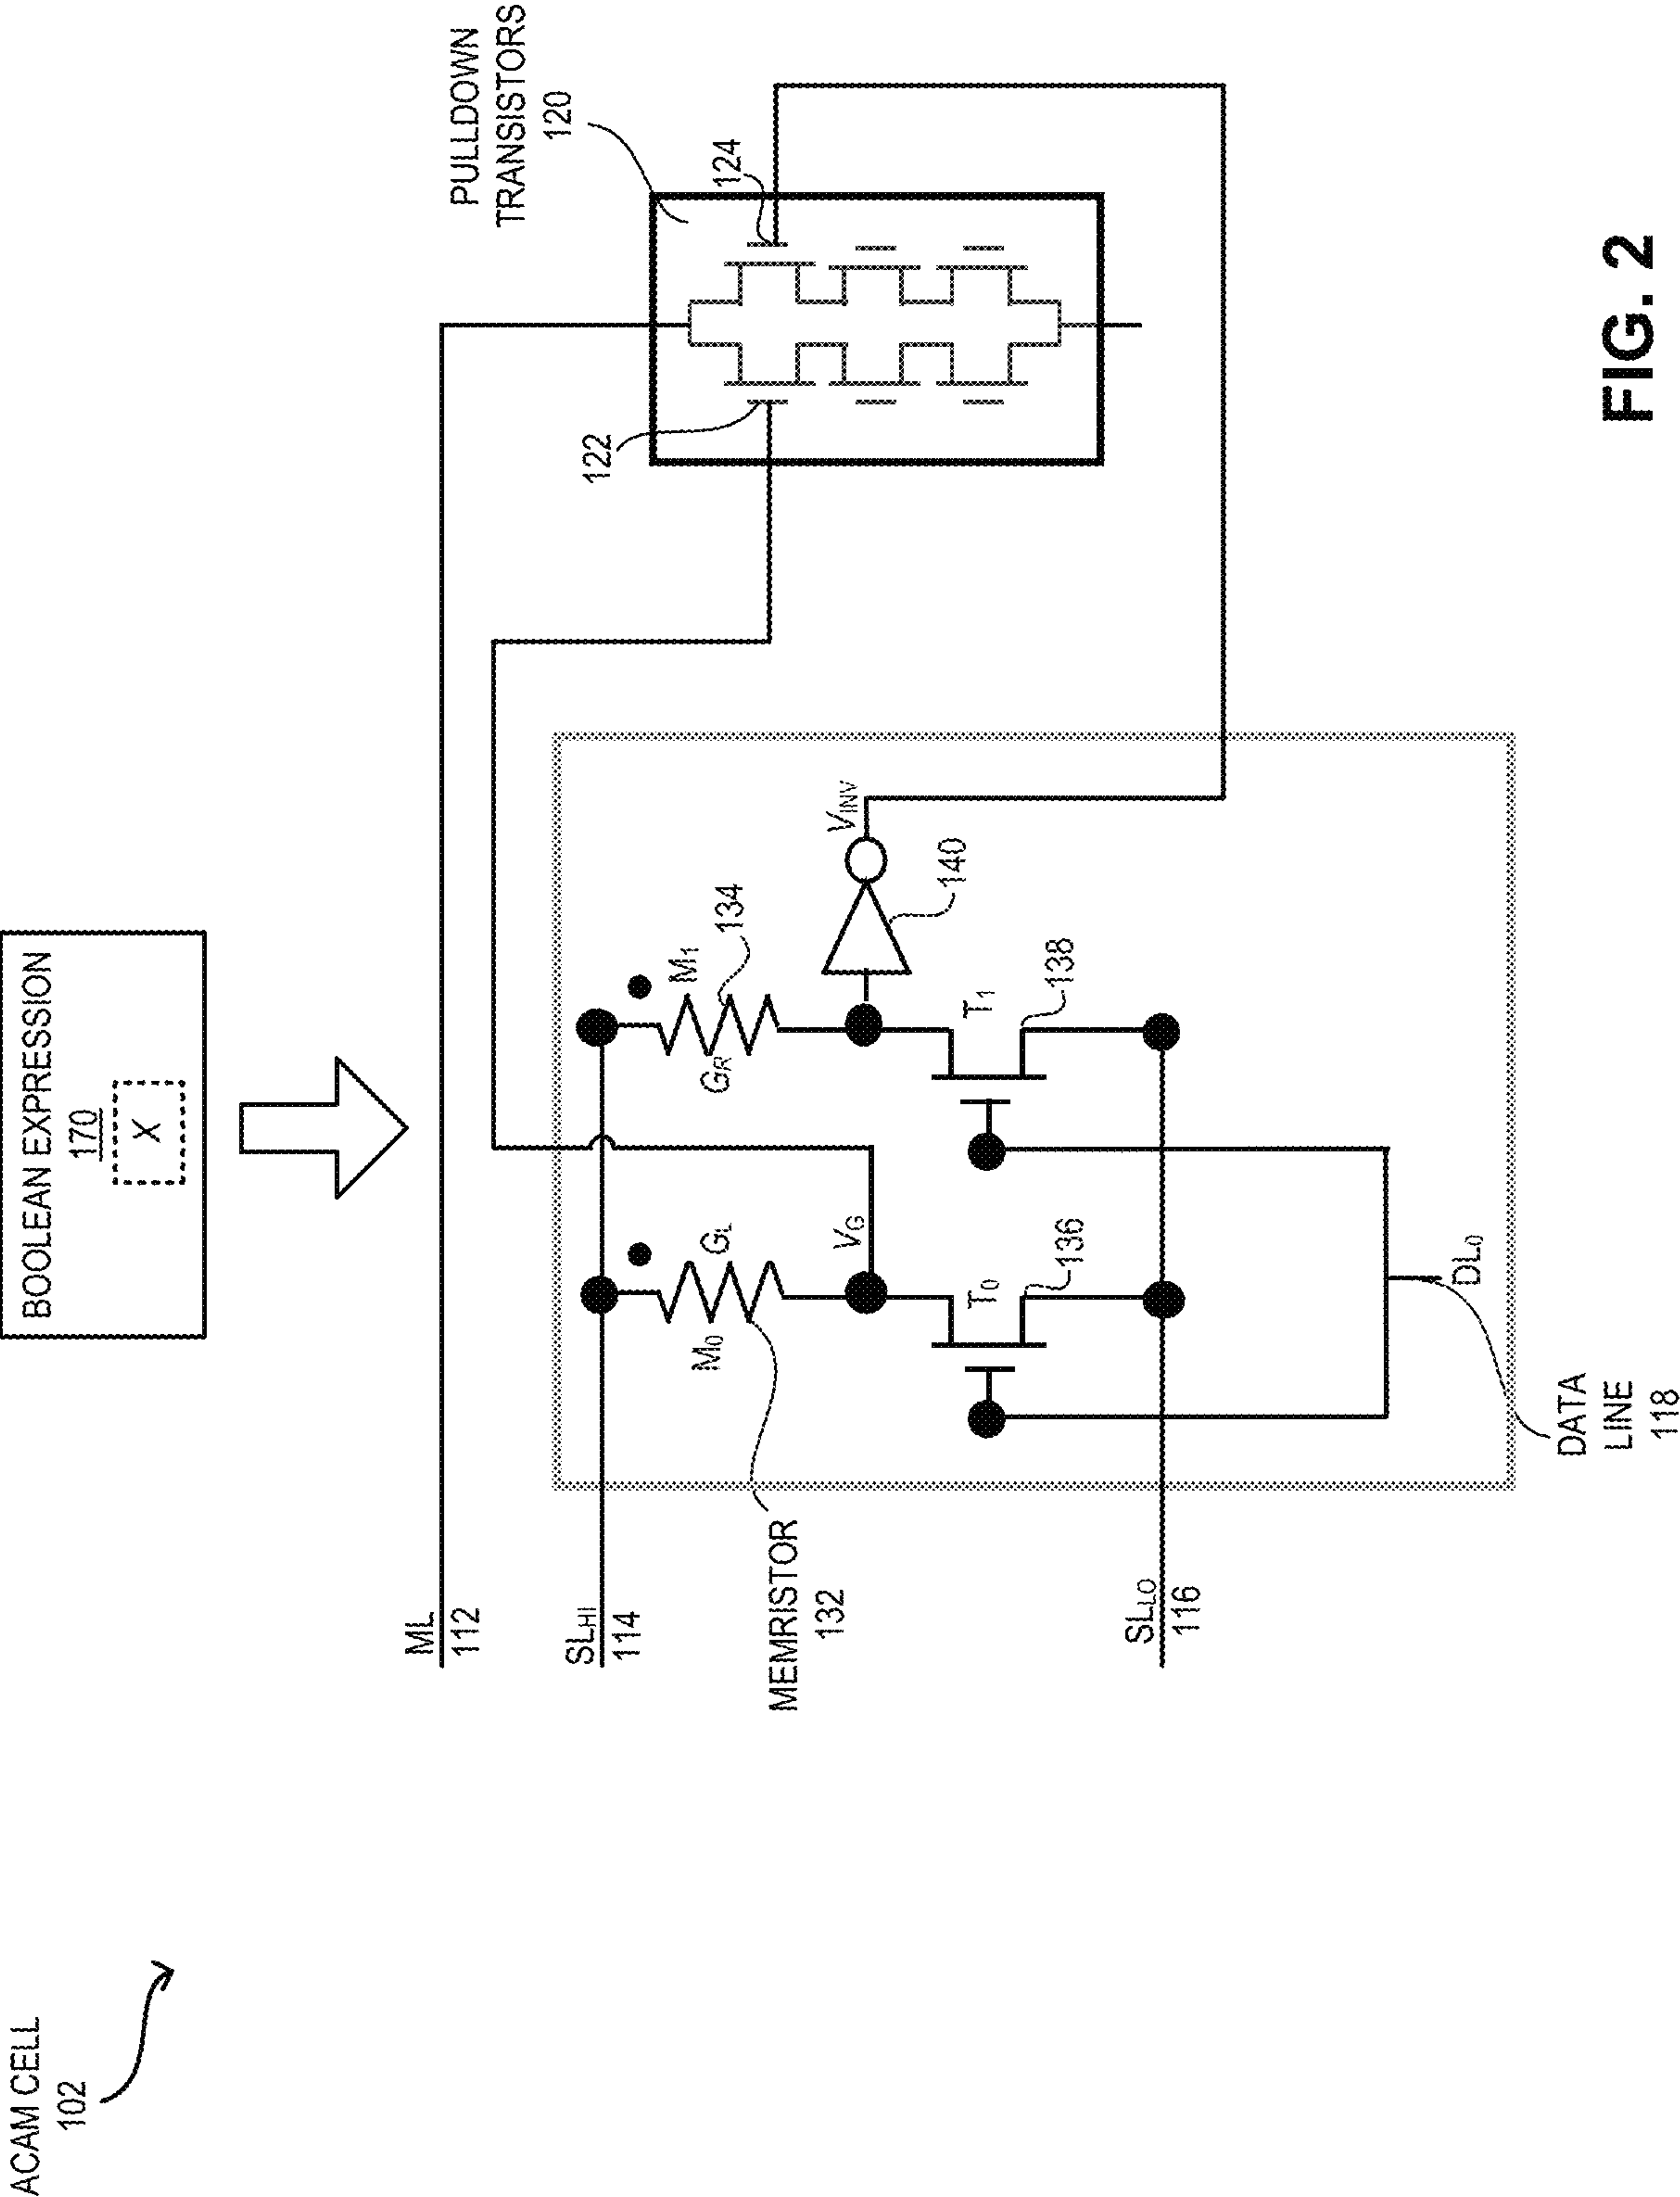 ACAM CELL
102
BOOLEAN EXPRESSION
170
X
ML
112
SLHI
114
MEMRISTOR
132
SLLO
116
M0
GL
VG
T0
136
GR
M1
134
VINV
140
T1
138
DL0
DATA
LINE
118
PULLDOWN
TRANSISTORS
120
122
124
FIG. 2